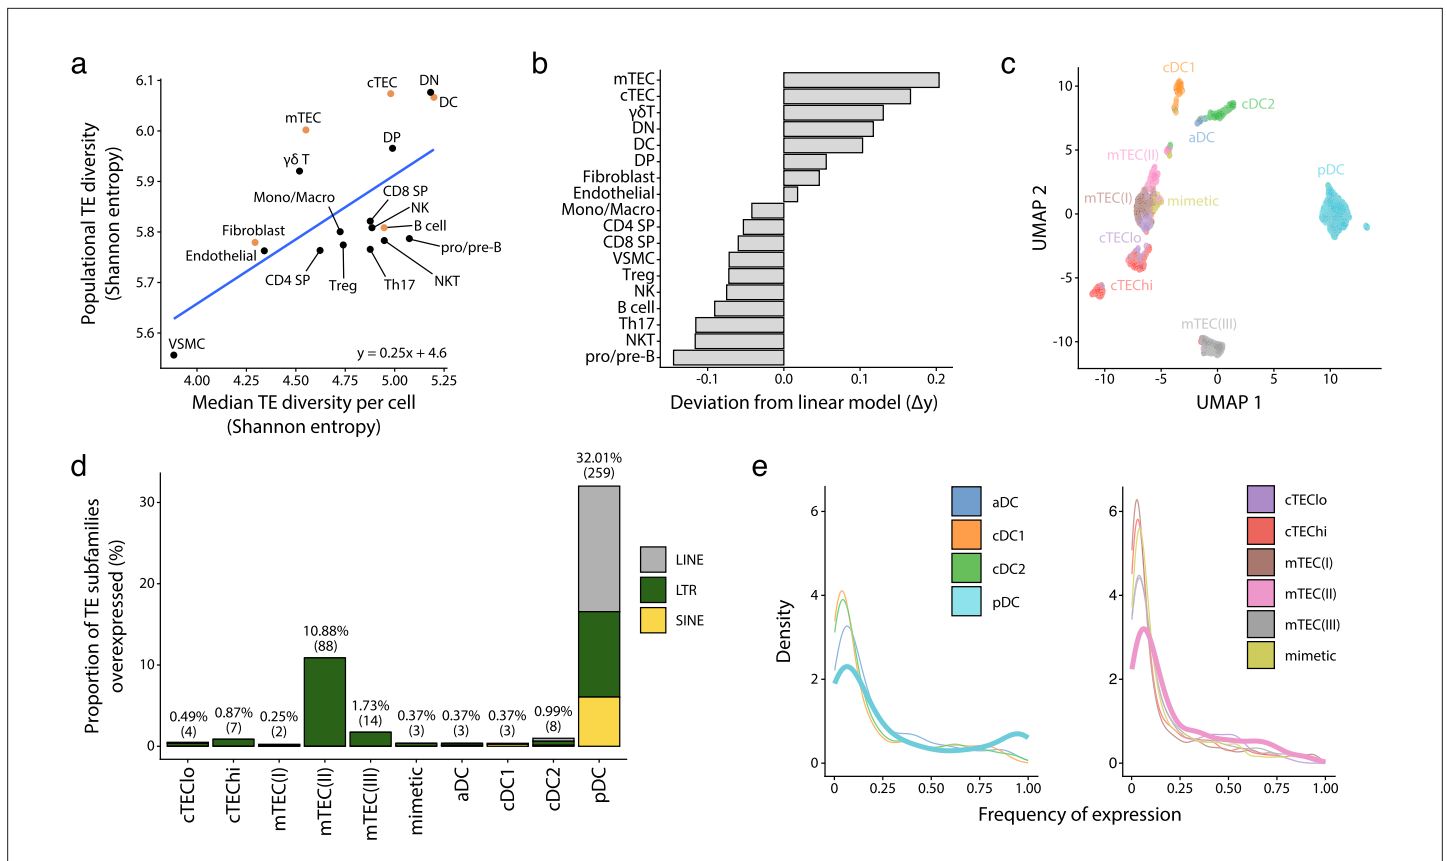 a
Populational TE diversity
(Shannon entropy)
6.1
6.0
5.9
5.8
5.7
5.6
cTEC
DN
DC
mTEC
DP
γδ T
CD8 SP
Mono/Macro
NK
B cell
Fibroblast
pro/pre-B
Endothelial
CD4 SP
Treg
Th17
NKT
VSMC
y = 0.25x + 4.6
4.00
4.25
4.50
4.75
5.00
5.25
Median TE diversity per cell
(Shannon entropy)
b
mTEC
cTEC
γδT
DN
DC
DP
Fibroblast
Endothelial
Mono/Macro
CD4 SP
CD8 SP
VSMC
Treg
NK
B cell
Th17
NKT
pro/pre-B
-0.1
0.0
0.1
0.2
Deviation from linear model (Δy)
c
UMAP 2
10
5
0
-5
-10
cDC1
cDC2
aDC
mTEC(II)
pDC
mTEC(I)
mimetic
cTEClo
cTEChi
mTEC(III)
-10
-5
0
5
10
UMAP 1
d
Proportion of TE subfamilies
overexpressed (%)
30
20
10
0
0.49%
(4)
0.87%
(7)
0.25%
(2)
10.88%
(88)
1.73%
(14)
0.37%
(3)
0.37%
(3)
0.37%
(3)
0.99%
(8)
32.01%
(259)
cTEClo
cTEChi
mTEC(I)
mTEC(II)
mTEC(III)
mimetic
aDC
cDC1
cDC2
pDC
LINE
LTR
SINE
e
Density
6
4
2
0
0
0.25
0.50
0.75
1.00
aDC
cDC1
cDC2
pDC
6
4
2
0
0
0.25
0.50
0.75
1.00
cTEClo
cTEChi
mTEC(I)
mTEC(II)
mTEC(III)
mimetic
Frequency of expression